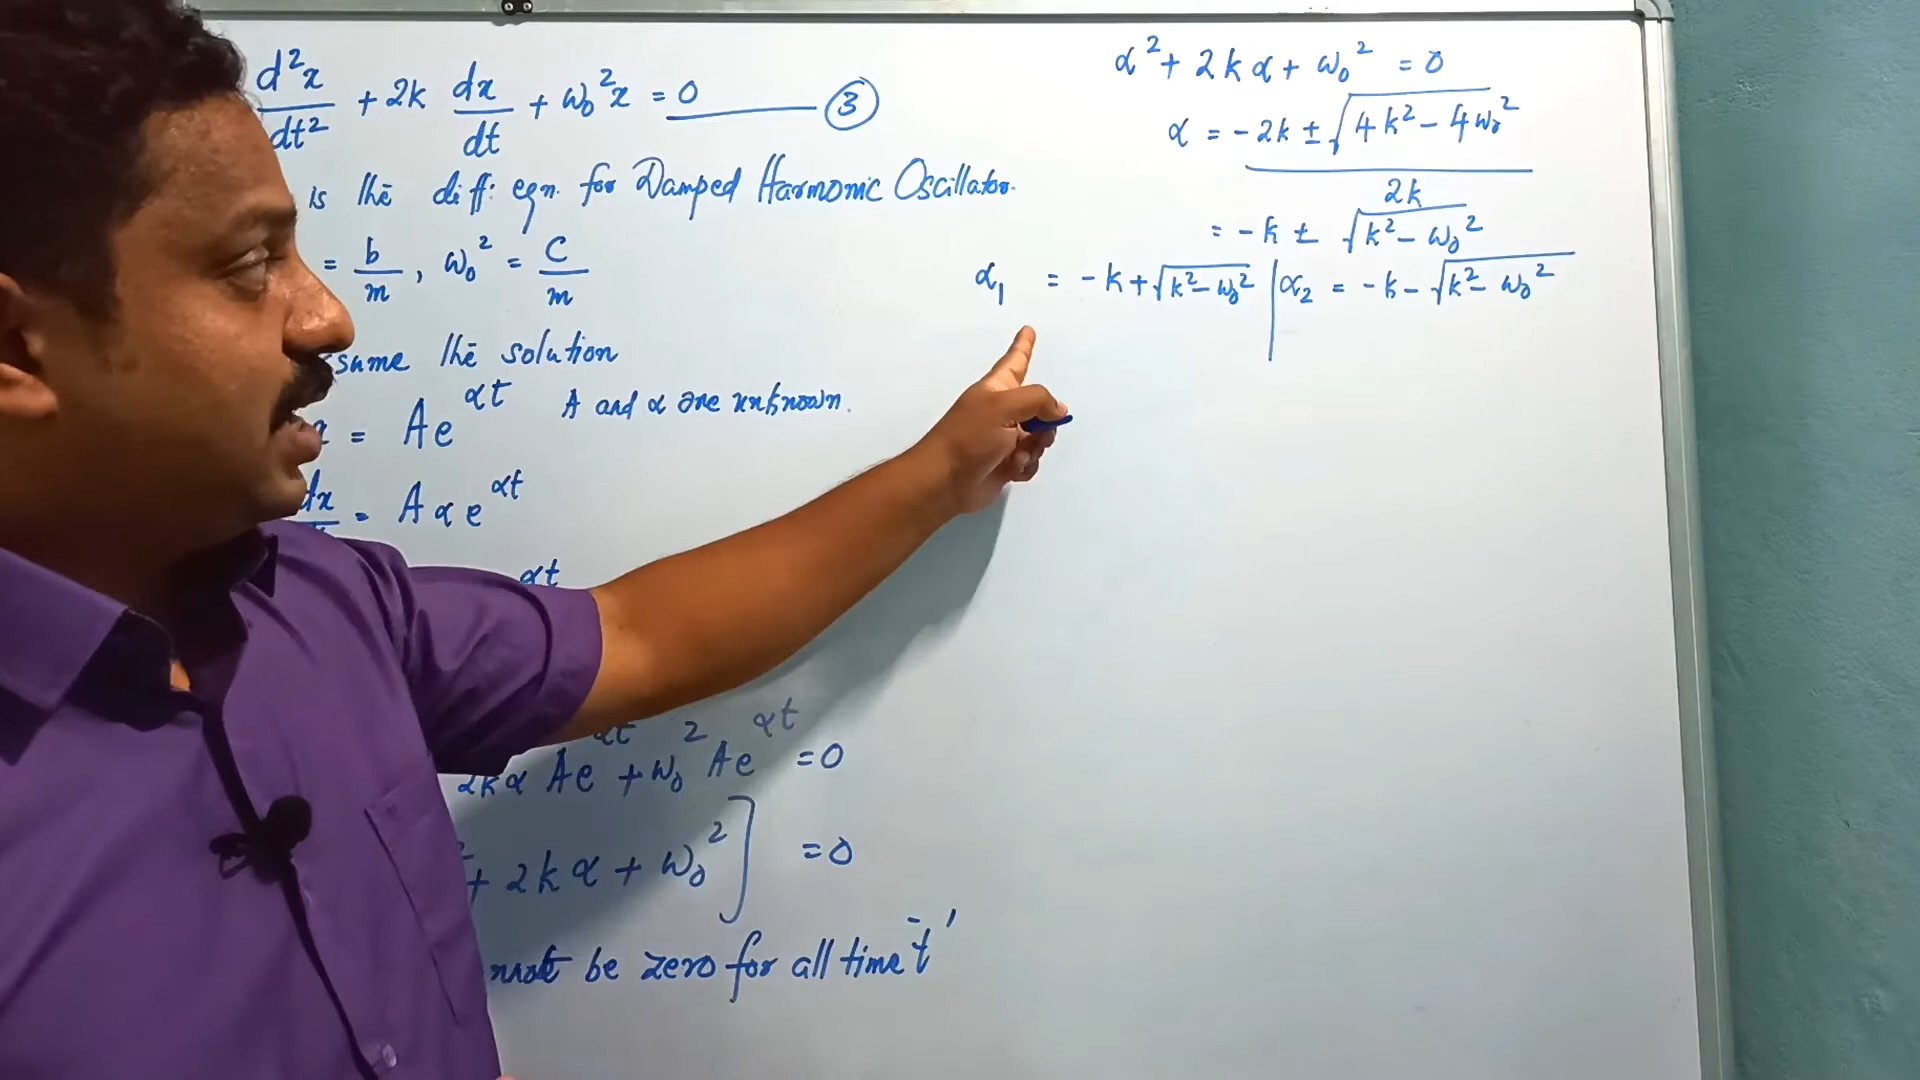 d²x/dt² + 2k dx/dt + ω₀²x = 0 ③
is the diff: eqn. for Damped Harmonic Oscillator.
= b/m, ω₀² = C/m
ssume the solution
x = Ae^αt A and α are unknown.
dx = Aαe^αt
αt
2kα Ae^αt + ω₀² Ae^αt = 0
+ 2kα + ω₀²] = 0
be zero for all time 't'
α² + 2kα + ω₀² = 0
α = -2k ± √4k² - 4ω₀² / 2k
= -k ± √k² - ω₀²
α₁ = -k + √k² - ω₀² | α₂ = -k - √k² - ω₀²